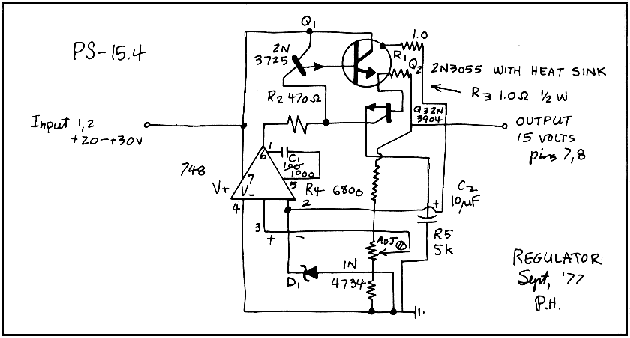 PS-15.4
Q1
2N
3725
1.0
R1
Q2
2N3055 WITH HEAT SINK
R3 1.0Ω ½ W
R2 470Ω
Q3 2N
3904
Input 1,2
+20-+30V
OUTPUT
15 VOLTS
pins 7,8
748
1
6
C1
1000
5
7
V+
V-
R4 6800
4
2
3
+
-
C2
10µF
+
ADJ
R5
5k
D1
1N
4734
REGULATOR
Sept, '77
P.H.